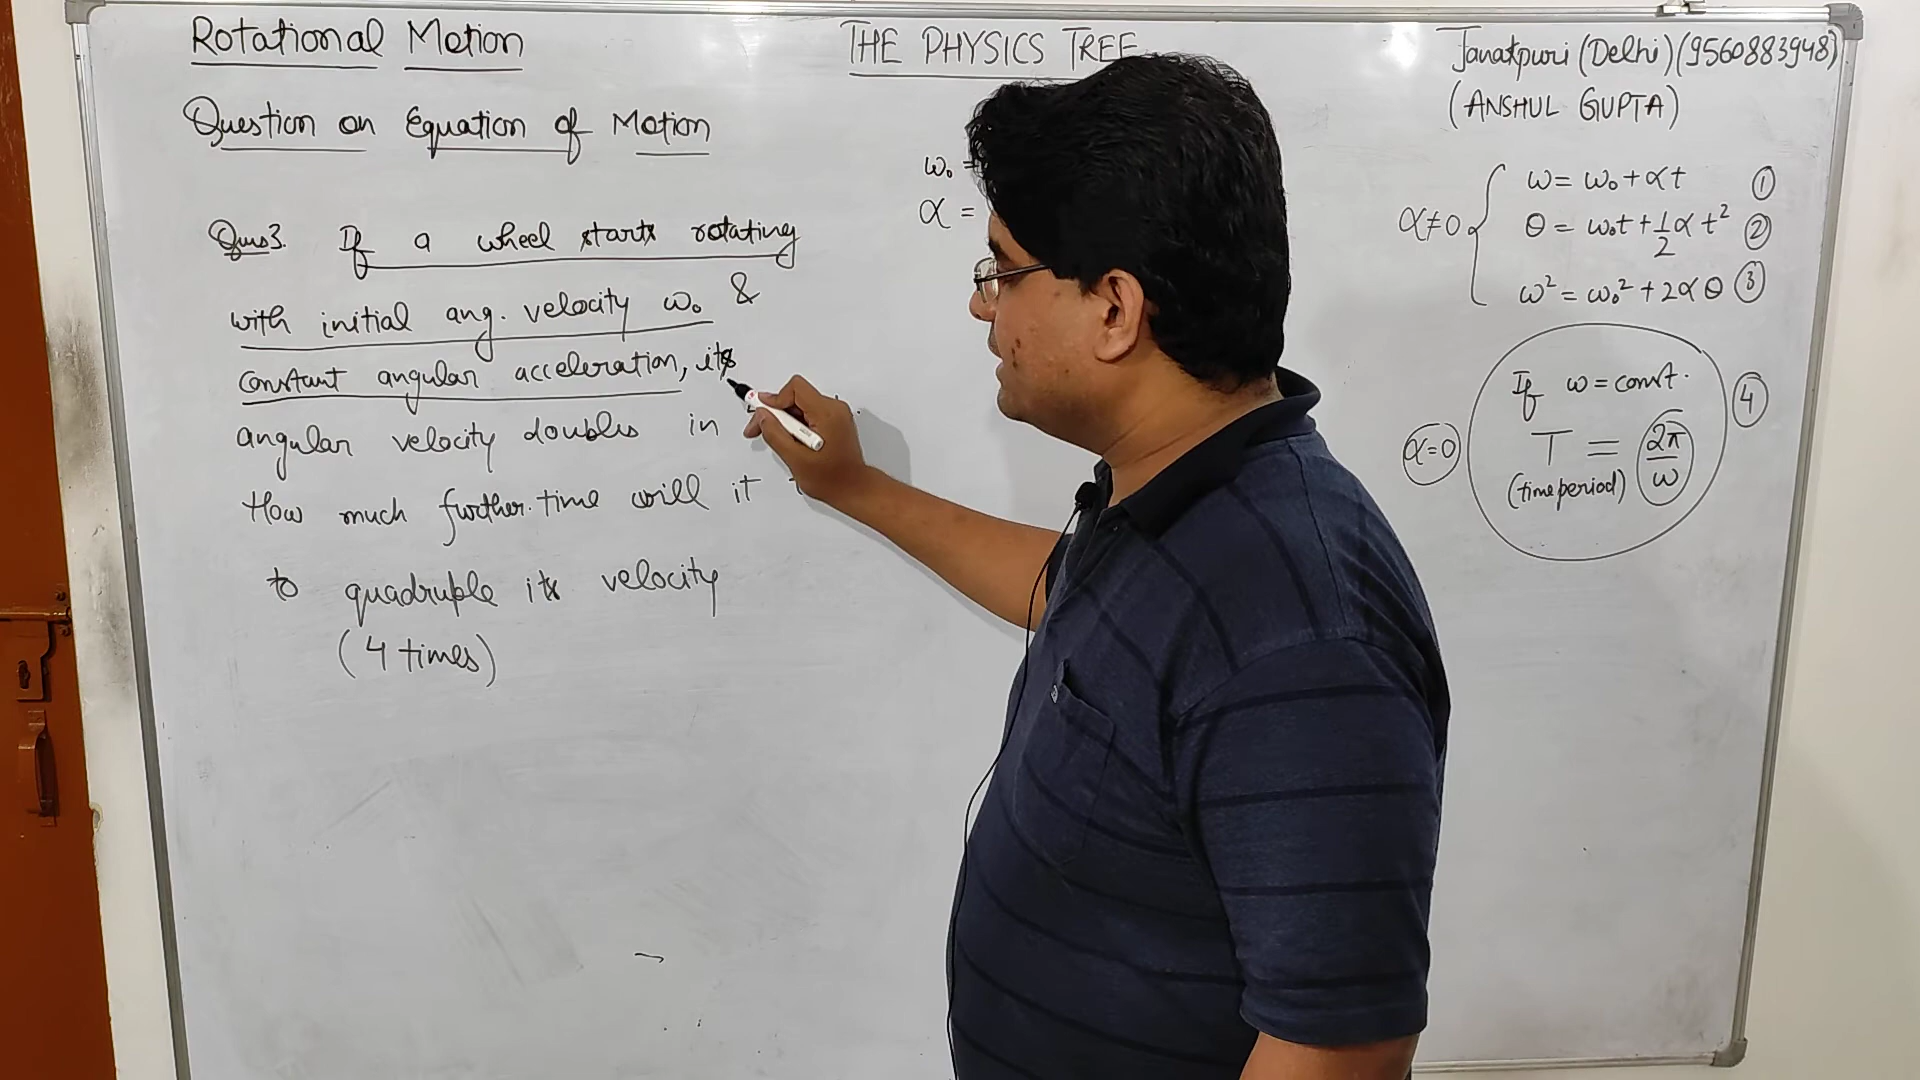 Rotational Motion
THE PHYSICS TREE
Janakpuri (Delhi) (9560883948)
(ANSHUL GUPTA)
Question on Equation of Motion
Ques3. If a wheel starts rotating
with initial ang. velocity ω₀ &
constant angular acceleration, its
angular velocity doubles in
How much further time will it
to quadruple its velocity
(4 times)
ω₀ =
α =
α≠0
ω = ω₀ + αt ①
θ = ω₀t + 1/2 α t² ②
ω² = ω₀² + 2αθ ③
If ω = const. ④
α=0
T = 2π/ω
(time period)